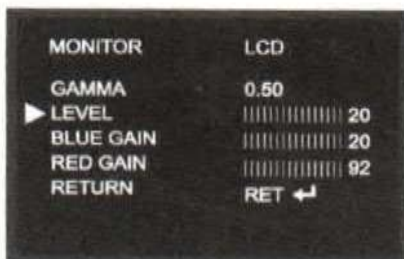 MONITOR LCD
GAMMA 0.50
LEVEL 20
BLUE GAIN 20
RED GAIN 92
RETURN RET ↵